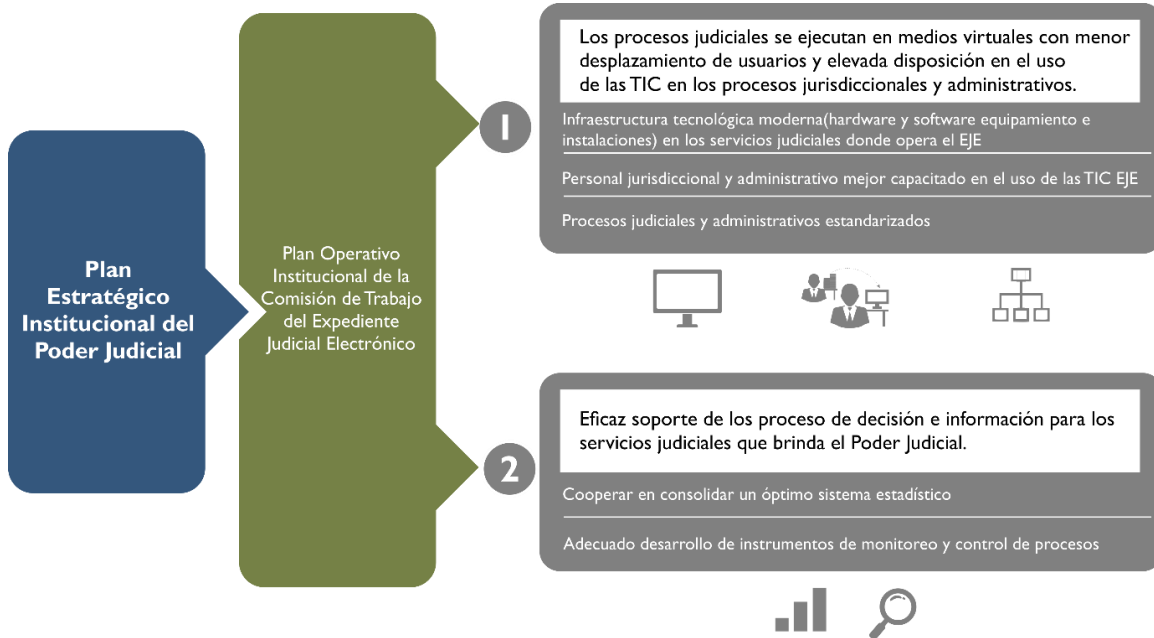 Plan
Estratégico
Institucional del
Poder Judicial
Plan Operativo
Institucional de la
Comisión de Trabajo
del Expediente
Judicial Electrónico
1
Los procesos judiciales se ejecutan en medios virtuales con menor
desplazamiento de usuarios y elevada disposición en el uso
de las TIC en los procesos jurisdiccionales y administrativos.
Infraestructura tecnológica moderna(hardware y software equipamiento e
instalaciones) en los servicios judiciales donde opera el EJE
Personal jurisdiccional y administrativo mejor capacitado en el uso de las TIC EJE
Procesos judiciales y administrativos estandarizados
2
Eficaz soporte de los proceso de decisión e información para los
servicios judiciales que brinda el Poder Judicial.
Cooperar en consolidar un óptimo sistema estadístico
Adecuado desarrollo de instrumentos de monitoreo y control de procesos